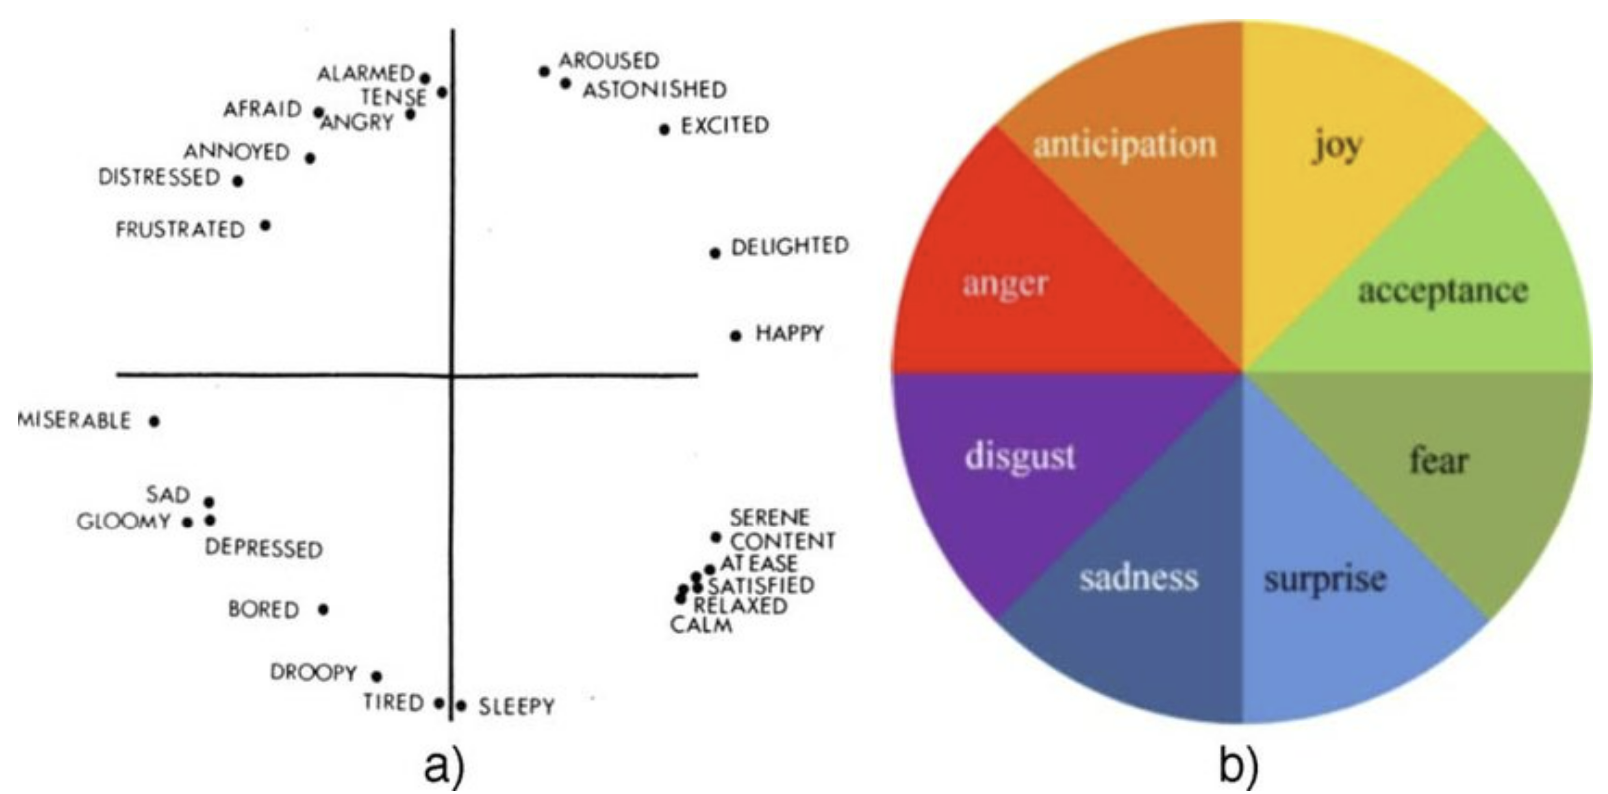 ALARMED
TENSE
AFRAID
ANGRY
ANNOYED
DISTRESSED
FRUSTRATED
AROUSED
ASTONISHED
EXCITED
DELIGHTED
HAPPY
MISERABLE
SAD
GLOOMY
DEPRESSED
BORED
DROOPY
TIRED
SLEEPY
SERENE
CONTENT
AT EASE
SATISFIED
RELAXED
CALM
a)
anticipation
joy
anger
acceptance
disgust
fear
sadness
surprise
b)